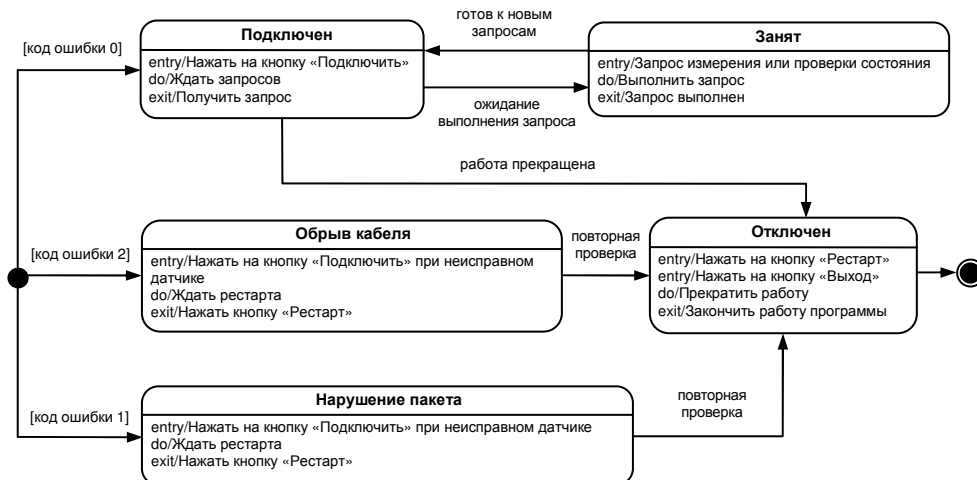 [код ошибки 0]
Подключен
entry/Нажать на кнопку «Подключить»
do/Ждать запросов
exit/Получить запрос
готов к новым
запросам
Занят
entry/Запрос измерения или проверки состояния
do/Выполнить запрос
exit/Запрос выполнен
ожидание
выполнения запроса
работа прекращена
[код ошибки 2]
Обрыв кабеля
entry/Нажать на кнопку «Подключить» при неисправном
датчике
do/Ждать рестарта
exit/Нажать кнопку «Рестарт»
повторная
проверка
Отключен
entry/Нажать на кнопку «Рестарт»
entry/Нажать на кнопку «Выход»
do/Прекратить работу
exit/Закончить работу программы
[код ошибки 1]
Нарушение пакета
entry/Нажать на кнопку «Подключить» при неисправном датчике
do/Ждать рестарта
exit/Нажать кнопку «Рестарт»
повторная
проверка